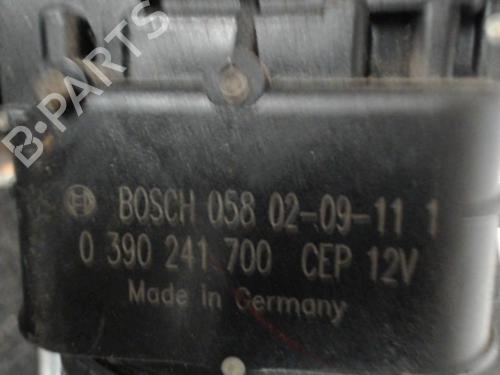 B-PARTS
BOSCH 058 02-09-11 1
0 390 241 700 CEP 12V
Made in Germany